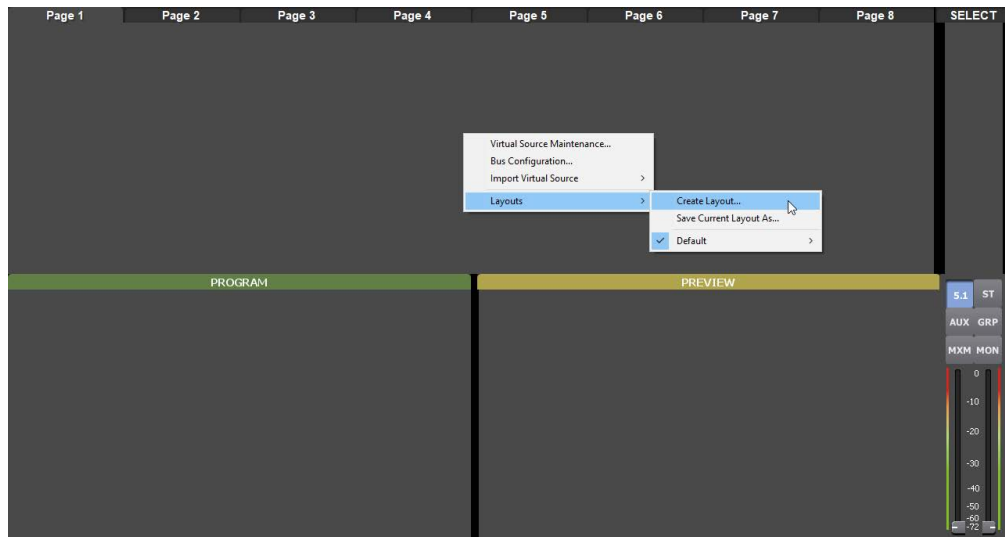 Page 1 Page 2 Page 3 Page 4 Page 5 Page 6 Page 7 Page 8 SELECT
Virtual Source Maintenance...
Bus Configuration...
Import Virtual Source >
Layouts >
Create Layout...
Save Current Layout As...
Default >
PROGRAM PREVIEW
5.1 ST
AUX GRP
MXM MON
0
-10
-20
-30
-40
-50
-60
-72